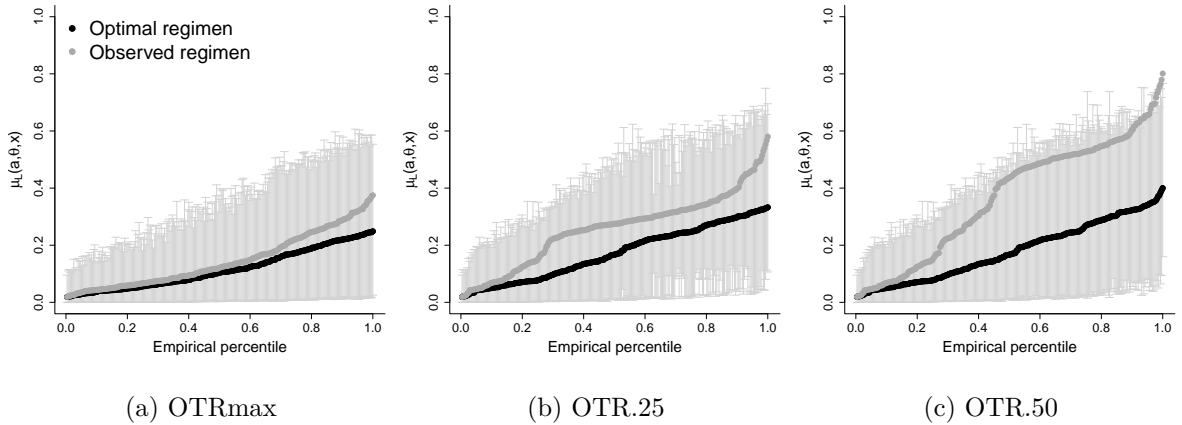 Optimal regimen
Observed regimen
μL(a,θ,x)
1.0
0.8
0.6
0.4
0.2
0.0
0.0 0.2 0.4 0.6 0.8 1.0
Empirical percentile
(a) OTRmax
μL(a,θ,x)
1.0
0.8
0.6
0.4
0.2
0.0
0.0 0.2 0.4 0.6 0.8 1.0
Empirical percentile
(b) OTR.25
μL(a,θ,x)
1.0
0.8
0.6
0.4
0.2
0.0
0.0 0.2 0.4 0.6 0.8 1.0
Empirical percentile
(c) OTR.50